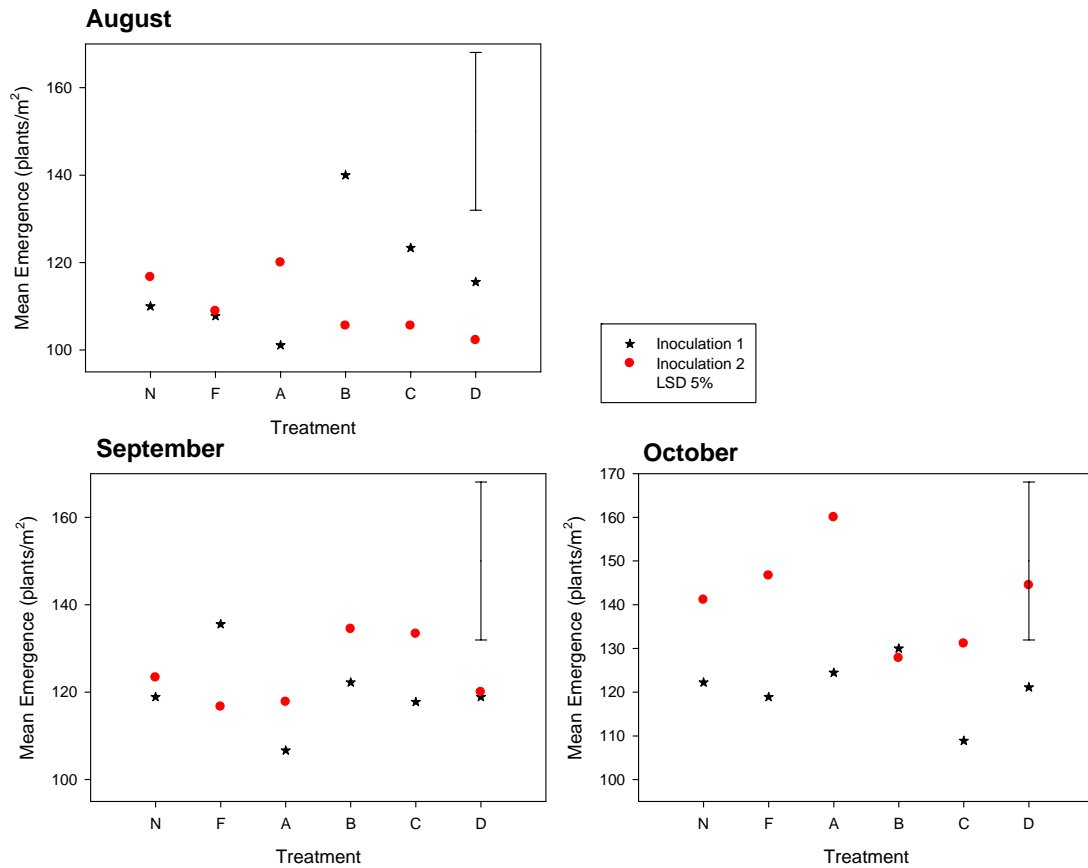 August
Mean Emergence (plants/m²)
160
140
120
100
N F A B C D
Treatment
Inoculation 1
Inoculation 2
LSD 5%
September
Mean Emergence (plants/m²)
160
140
120
100
N F A B C D
Treatment
October
Mean Emergence (plants/m²)
170
160
150
140
130
120
110
100
N F A B C D
Treatment